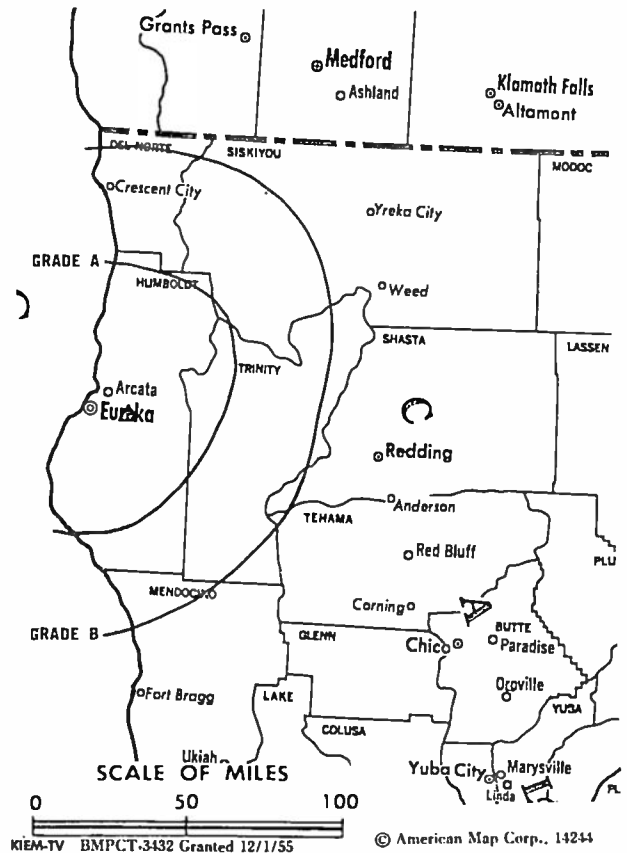 Grants Pass
Medford
Ashland
Klamath Falls
Altamont
DEL NORTE
SISKIYOU
MODOC
Crescent City
Yreka City
GRADE A
HUMBOLDT
Weed
SHASTA
LASSEN
TRINITY
Arcata
Eureka
Redding
Anderson
TEHAMA
Red Bluff
PLU
MENDOCINO
Corning
GRADE B
GLENN
BUTTE
Chico
Paradise
Fort Bragg
LAKE
Oroville
YUBA
COLUSA
Ukiah
SCALE OF MILES
Yuba City
Marysville
Linda
PL
0 50 100
KIEM-TV BMPCT-3432 Granted 12/1/55
© American Map Corp., 14244